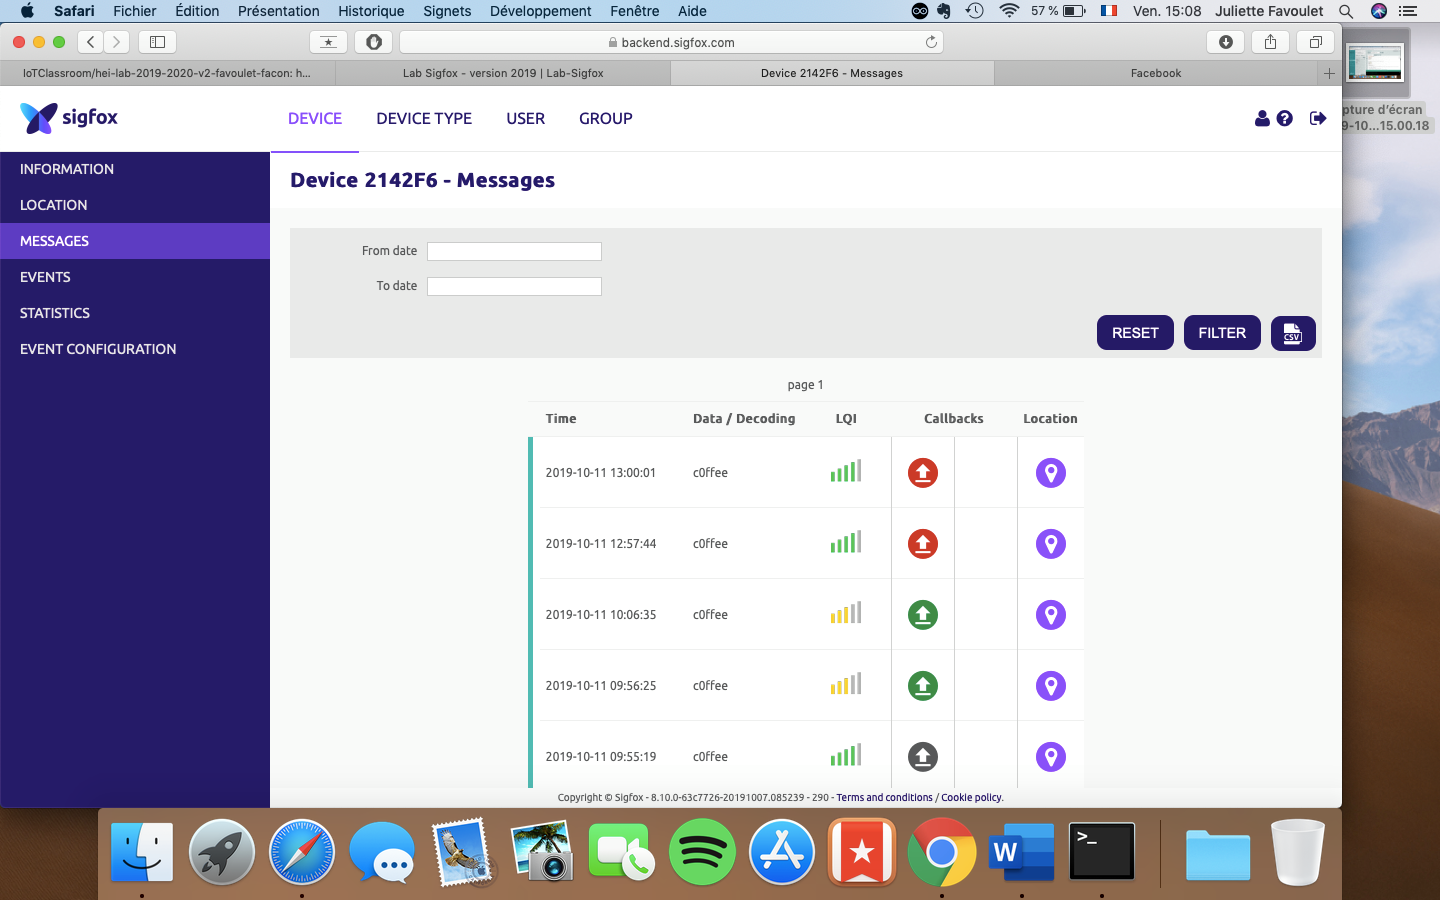 Safari Fichier Édition Présentation Historique Signets Développement Fenêtre Aide 57 % Ven. 15:08 Juliette Favoulet
backend.sigfox.com
IoTClassroom/hei-lab-2019-2020-v2-favoulet-facon: h... Lab Sigfox - version 2019 | Lab-Sigfox Device 2142F6 - Messages Facebook
pture d'écran
9-10...15.00.18
sigfox DEVICE DEVICE TYPE USER GROUP
INFORMATION
LOCATION
MESSAGES
EVENTS
STATISTICS
EVENT CONFIGURATION
Device 2142F6 - Messages
From date
To date
RESET FILTER CSV
page 1
Time Data / Decoding LQI Callbacks Location
2019-10-11 13:00:01 c0ffee
2019-10-11 12:57:44 c0ffee
2019-10-11 10:06:35 c0ffee
2019-10-11 09:56:25 c0ffee
2019-10-11 09:55:19 c0ffee
Copyright © Sigfox - 8.10.0-63c7726-20191007.085239 - 290 - Terms and conditions / Cookie policy.
W
>_